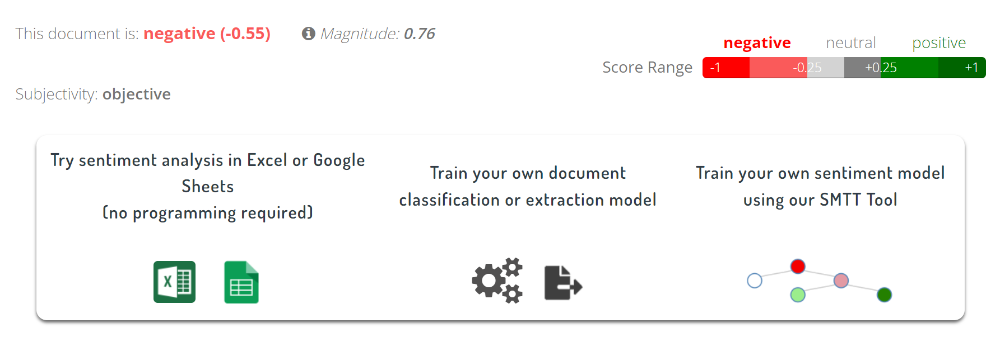 This document is: negative (-0.55) Magnitude: 0.76
negative neutral positive
Score Range -1 -0.25 +0.25 +1
Subjectivity: objective
Try sentiment analysis in Excel or Google
Sheets
(no programming required)
Train your own document
classification or extraction model
Train your own sentiment model
using our SMTT Tool